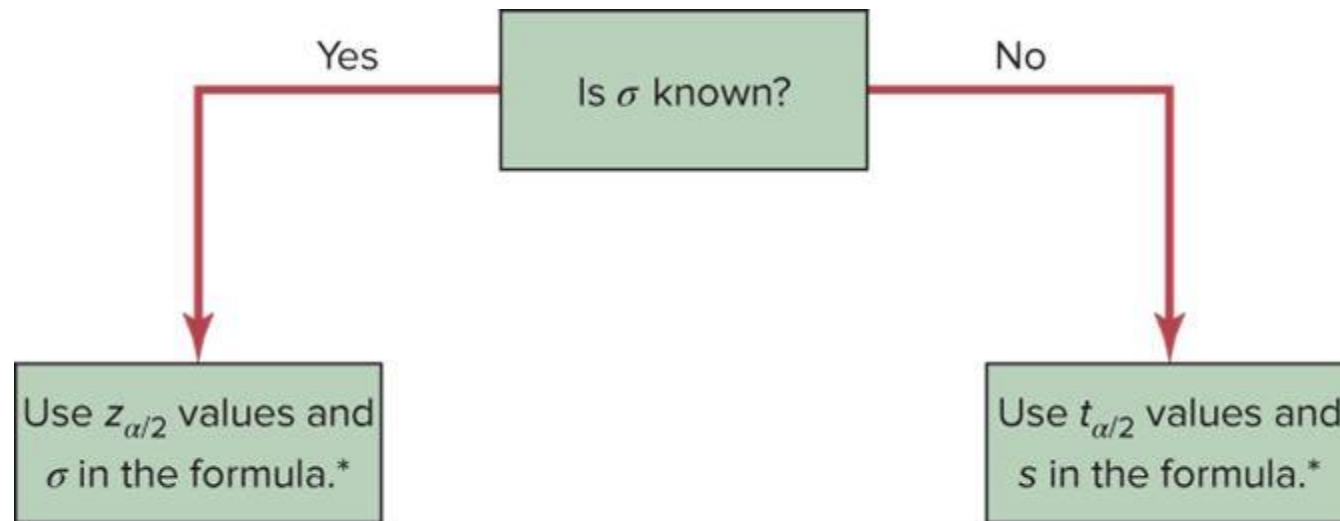 Yes
Is σ known?
No
Use z_{α/2} values and
σ in the formula.*
Use t_{α/2} values and
s in the formula.*